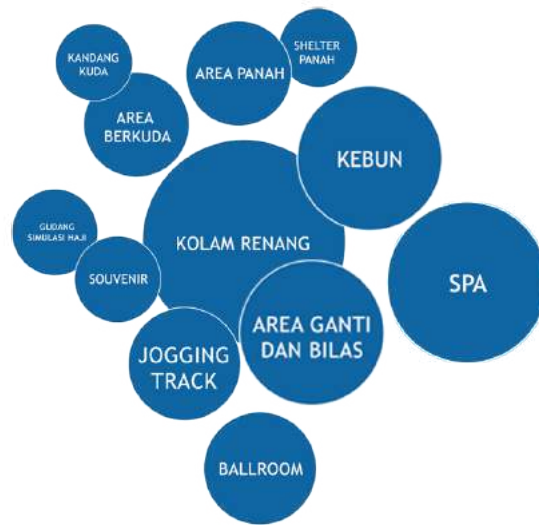 SHELTER
PANAH
KANDANG
KUDA
AREA PANAH
AREA
BERKUDA
KEBUN
GUDANG
SIMULASI HAJI
KOLAM RENANG
SOUVENIR
SPA
AREA GANTI
DAN BILAS
JOGGING
TRACK
BALLROOM